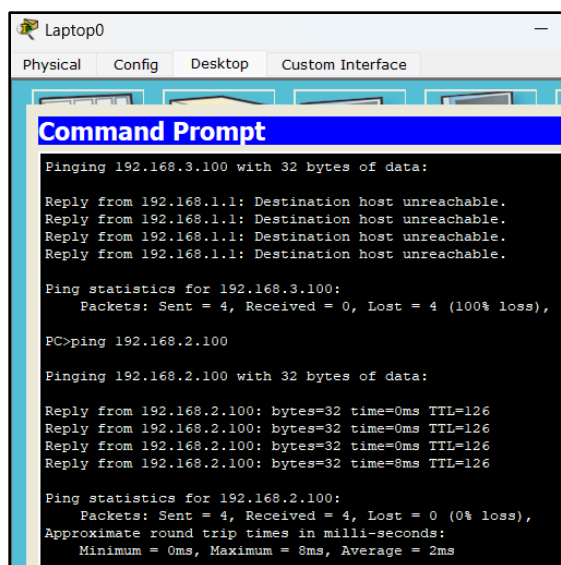 Laptop0
Physical Config Desktop Custom Interface
Command Prompt
Pinging 192.168.3.100 with 32 bytes of data:
Reply from 192.168.1.1: Destination host unreachable.
Reply from 192.168.1.1: Destination host unreachable.
Reply from 192.168.1.1: Destination host unreachable.
Reply from 192.168.1.1: Destination host unreachable.
Ping statistics for 192.168.3.100:
Packets: Sent = 4, Received = 0, Lost = 4 (100% loss),
PC>ping 192.168.2.100
Pinging 192.168.2.100 with 32 bytes of data:
Reply from 192.168.2.100: bytes=32 time=0ms TTL=126
Reply from 192.168.2.100: bytes=32 time=0ms TTL=126
Reply from 192.168.2.100: bytes=32 time=0ms TTL=126
Reply from 192.168.2.100: bytes=32 time=8ms TTL=126
Ping statistics for 192.168.2.100:
Packets: Sent = 4, Received = 4, Lost = 0 (0% loss),
Approximate round trip times in milli-seconds:
Minimum = 0ms, Maximum = 8ms, Average = 2ms